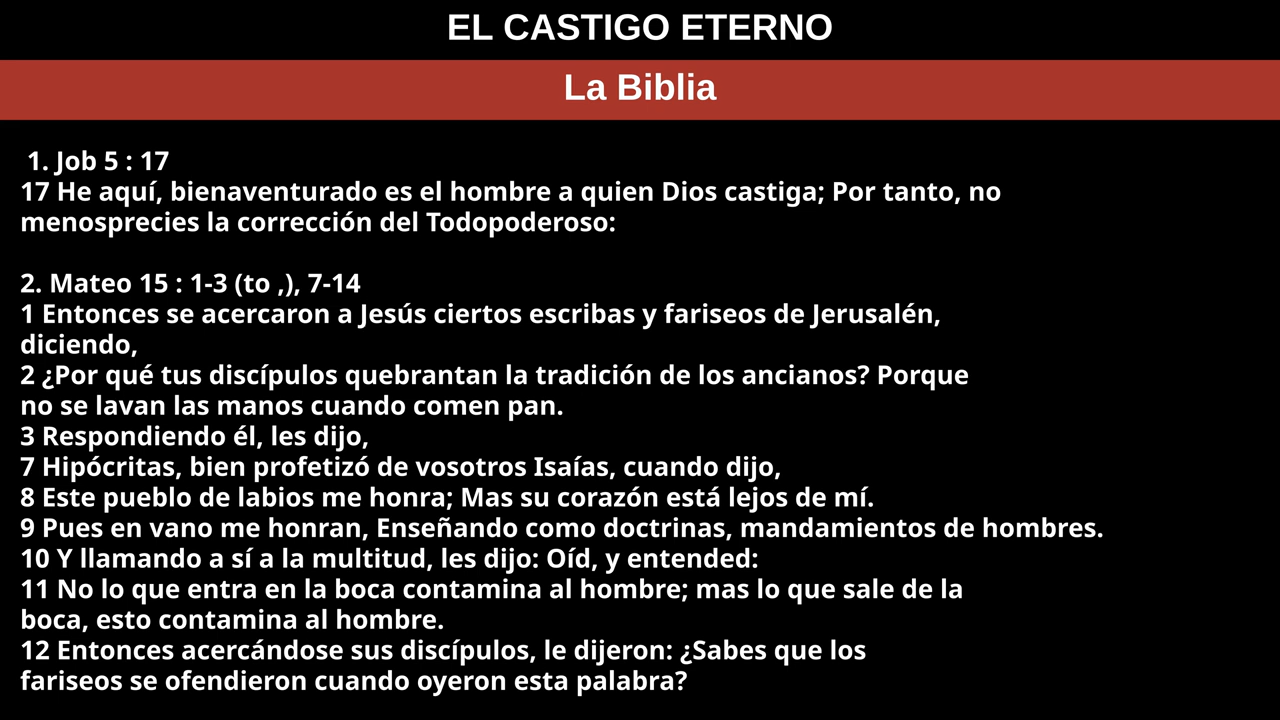 EL CASTIGO ETERNO
La Biblia
1. Job 5 : 17
17 He aquí, bienaventurado es el hombre a quien Dios castiga; Por tanto, no
menosprecies la corrección del Todopoderoso:
2. Mateo 15 : 1-3 (to ,), 7-14
1 Entonces se acercaron a Jesús ciertos escribas y fariseos de Jerusalén,
diciendo,
2 ¿Por qué tus discípulos quebrantan la tradición de los ancianos? Porque
no se lavan las manos cuando comen pan.
3 Respondiendo él, les dijo,
7 Hipócritas, bien profetizó de vosotros Isaías, cuando dijo,
8 Este pueblo de labios me honra; Mas su corazón está lejos de mí.
9 Pues en vano me honran, Enseñando como doctrinas, mandamientos de hombres.
10 Y llamando a sí a la multitud, les dijo: Oíd, y entended:
11 No lo que entra en la boca contamina al hombre; mas lo que sale de la
boca, esto contamina al hombre.
12 Entonces acercándose sus discípulos, le dijeron: ¿Sabes que los
fariseos se ofendieron cuando oyeron esta palabra?